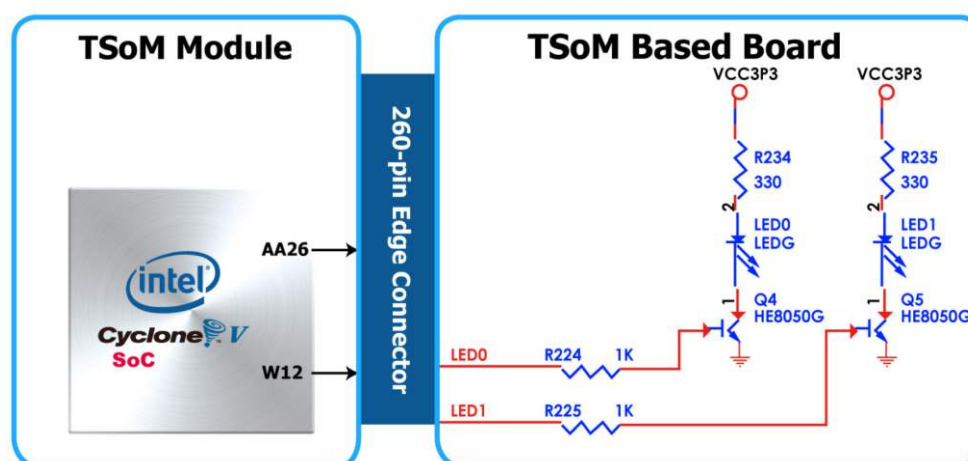 TSoM Module
260-pin Edge Connector
TSoM Based Board
VCC3P3
VCC3P3
R234
330
2
R235
330
2
LED0
LEDG
LED1
LEDG
1
Q4
HE8050G
1
Q5
HE8050G
AA26
intel
Cyclone V
SoC
W12
LED0
R224
1K
LED1
R225
1K